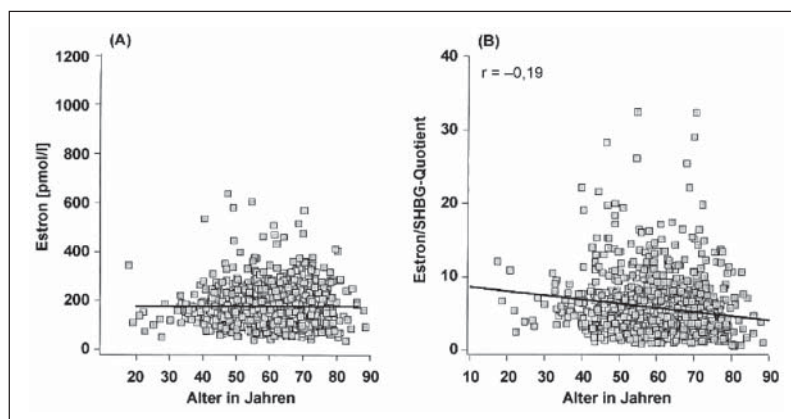 (A)
Estron [pmol/l]
1200
1000
800
600
400
200
0
20 30 40 50 60 70 80 90
Alter in Jahren
(B)
r = –0,19
Estron/SHBG-Quotient
40
30
20
10
0
10 20 30 40 50 60 70 80 90
Alter in Jahren